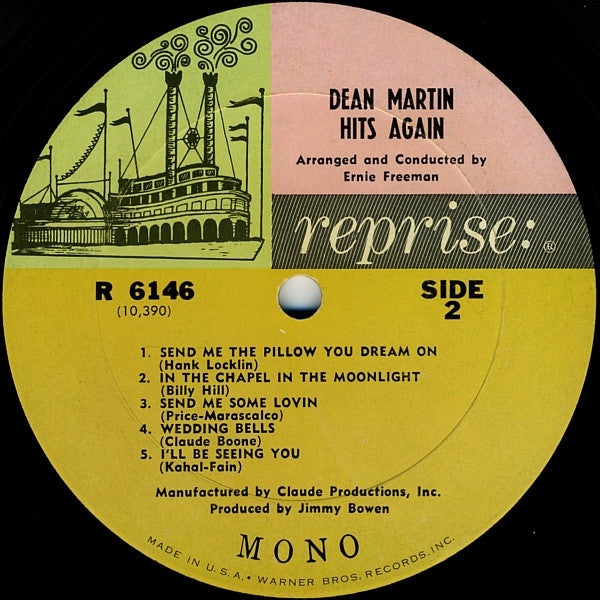 DEAN MARTIN
HITS AGAIN
Arranged and Conducted by
Ernie Freeman
reprise:®
R 6146
(10,390)
SIDE
2
1. SEND ME THE PILLOW YOU DREAM ON
(Hank Locklin)
2. IN THE CHAPEL IN THE MOONLIGHT
(Billy Hill)
3. SEND ME SOME LOVIN
(Price-Marascalco)
4. WEDDING BELLS
(Claude Boone)
5. I'LL BE SEEING YOU
(Kahal-Fain)
Manufactured by Claude Productions, Inc.
Produced by Jimmy Bowen
MONO
MADE IN U.S.A. • WARNER BROS. RECORDS, INC.